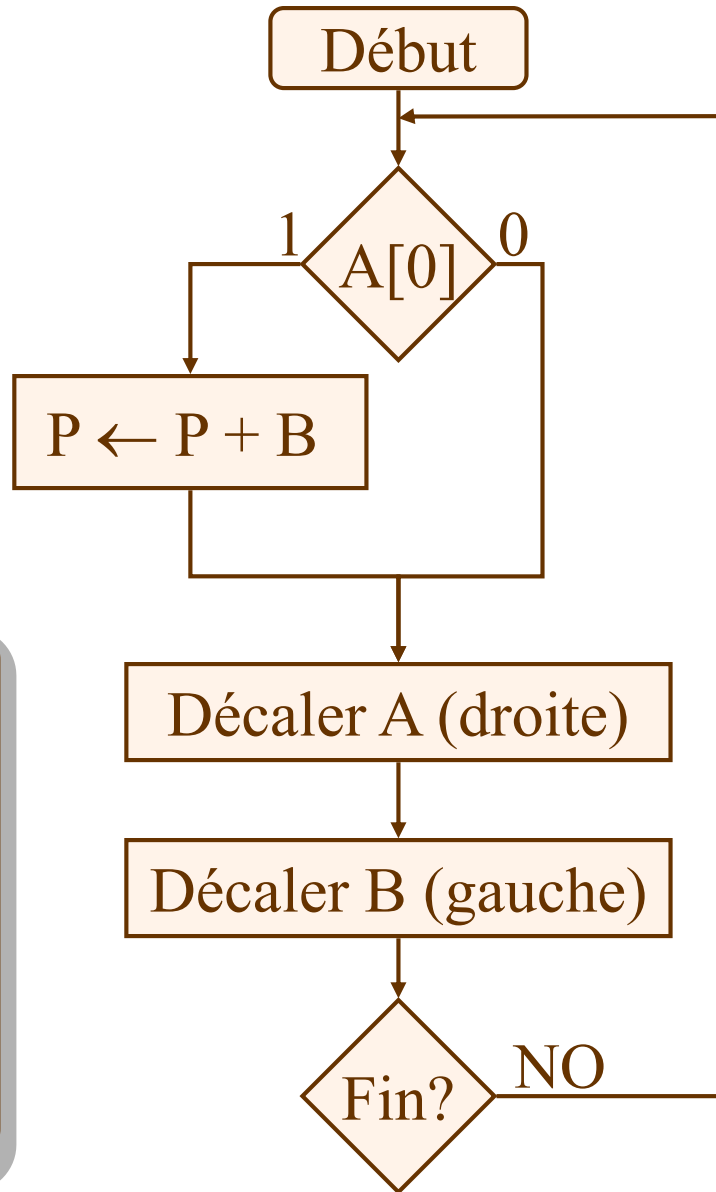 Début
1
0
A[0]
P ← P + B
Décaler A (droite)
Décaler B (gauche)
NO
Fin?